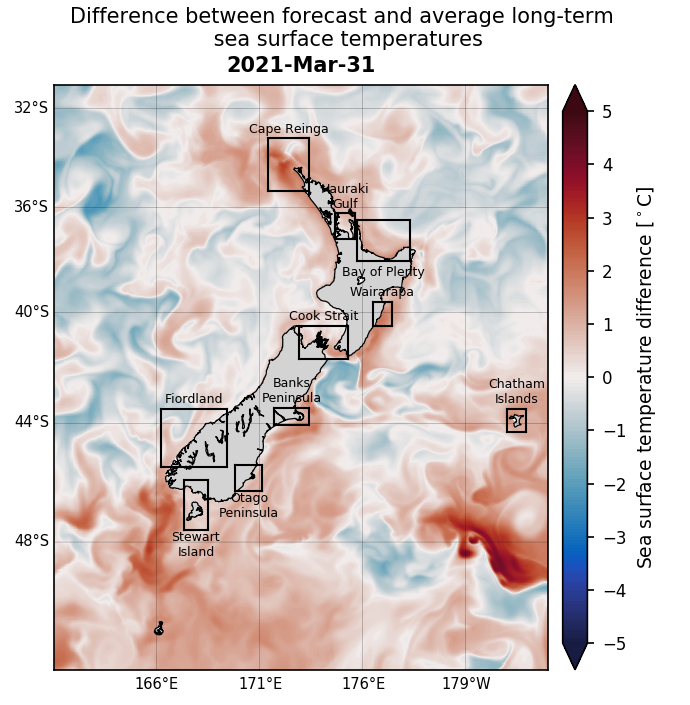 Difference between forecast and average long-term
sea surface temperatures
2021-Mar-31
32°S
36°S
40°S
44°S
48°S
166°E
171°E
176°E
179°W
Cape Reinga
Hauraki
Gulf
Bay of Plenty
Wairarapa
Cook Strait
Banks
Peninsula
Fiordland
Chatham
Islands
Otago
Peninsula
Stewart
Island
5
4
3
2
1
0
−1
−2
−3
−4
−5
Sea surface temperature difference [°C]